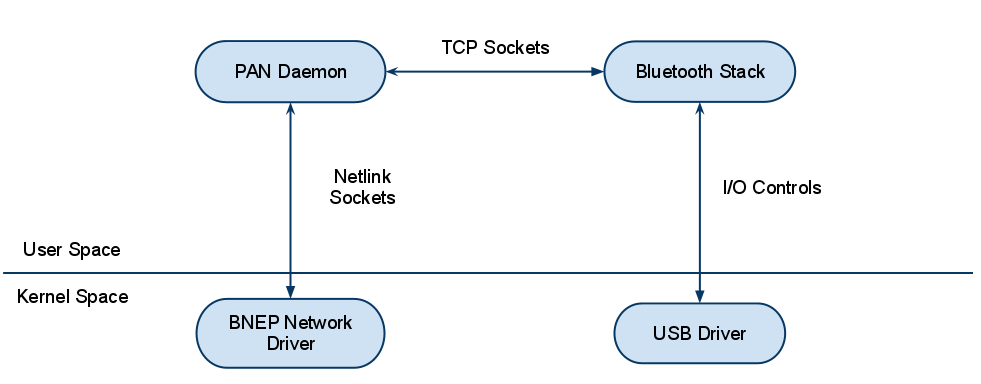 TCP Sockets
PAN Daemon
Bluetooth Stack
Netlink
Sockets
I/O Controls
User Space
Kernel Space
BNEP Network
Driver
USB Driver